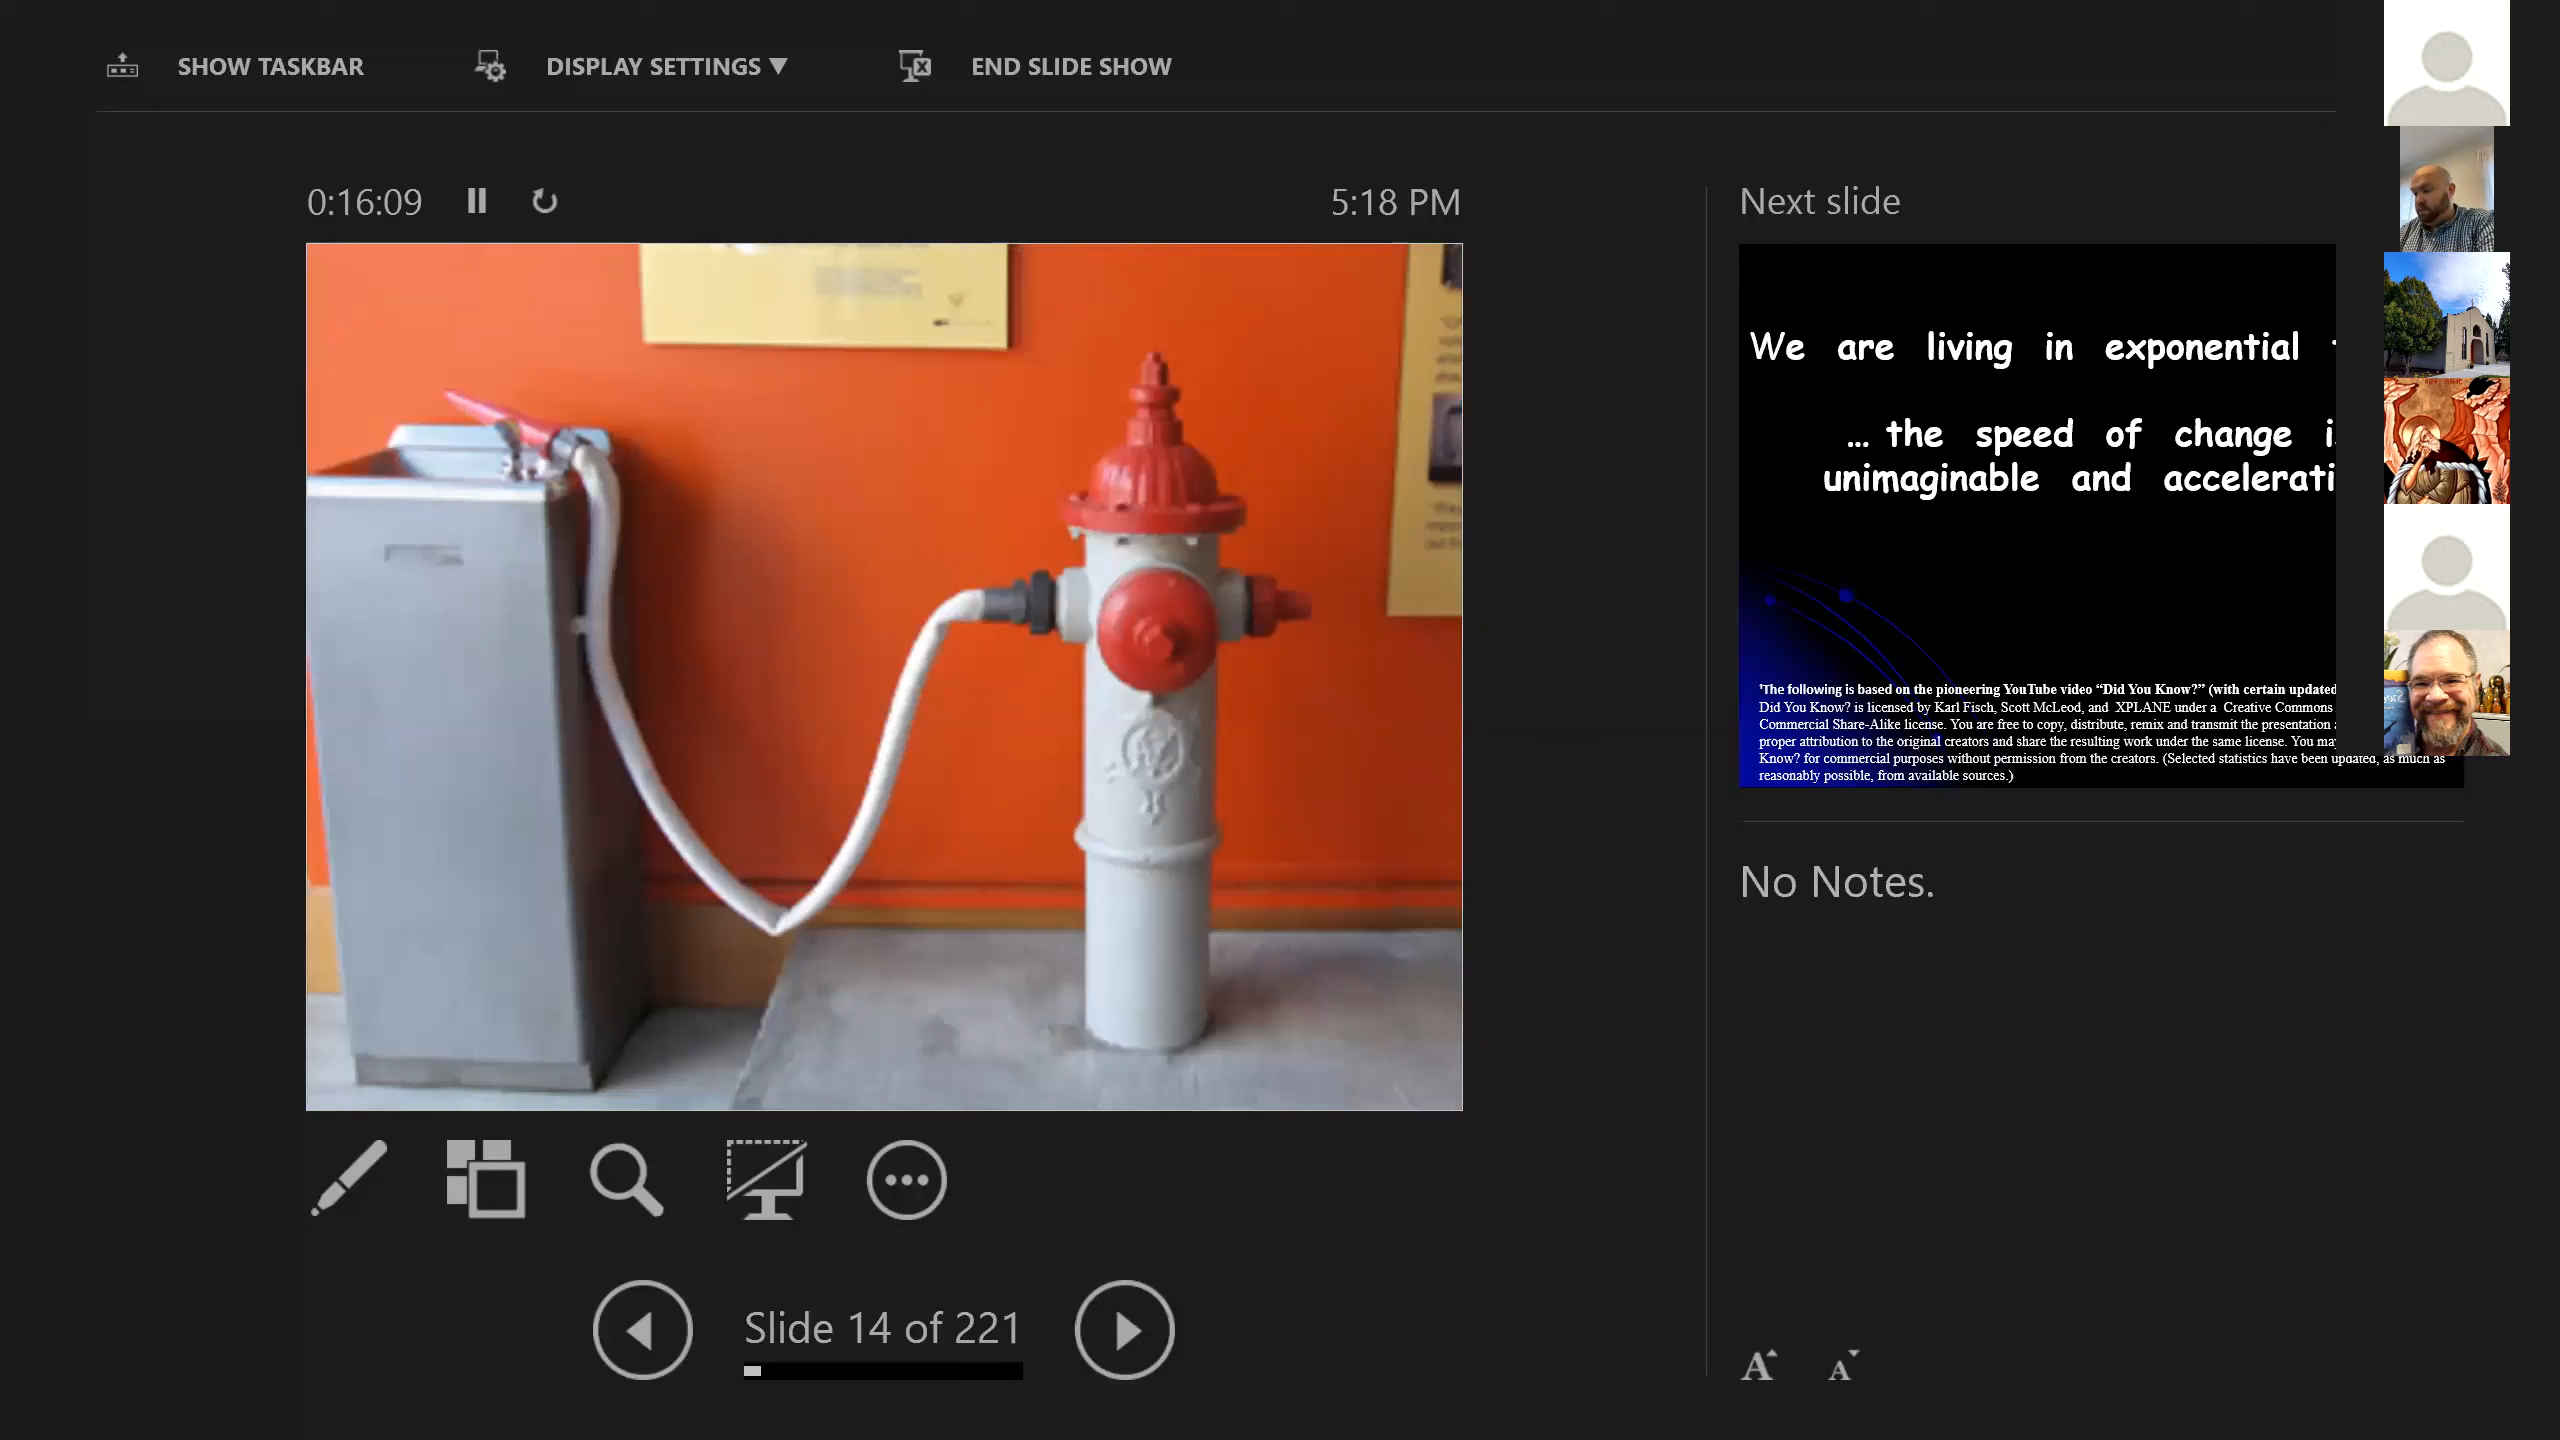 SHOW TASKBAR
DISPLAY SETTINGS ▼
END SLIDE SHOW
0:16:09
5:18 PM
Next slide
We are living in exponential
... the speed of change
unimaginable and accelerati
¹The following is based on the pioneering YouTube video “Did You Know?” (with certain updated
Did You Know? is licensed by Karl Fisch, Scott McLeod, and XPLANE under a Creative Commons
Commercial Share-Alike license. You are free to copy, distribute, remix and transmit the presentation
proper attribution to the original creators and share the resulting work under the same license. You may
Know? for commercial purposes without permission from the creators. (Selected statistics have been updated, as much as
reasonably possible, from available sources.)
No Notes.
Slide 14 of 221
A A